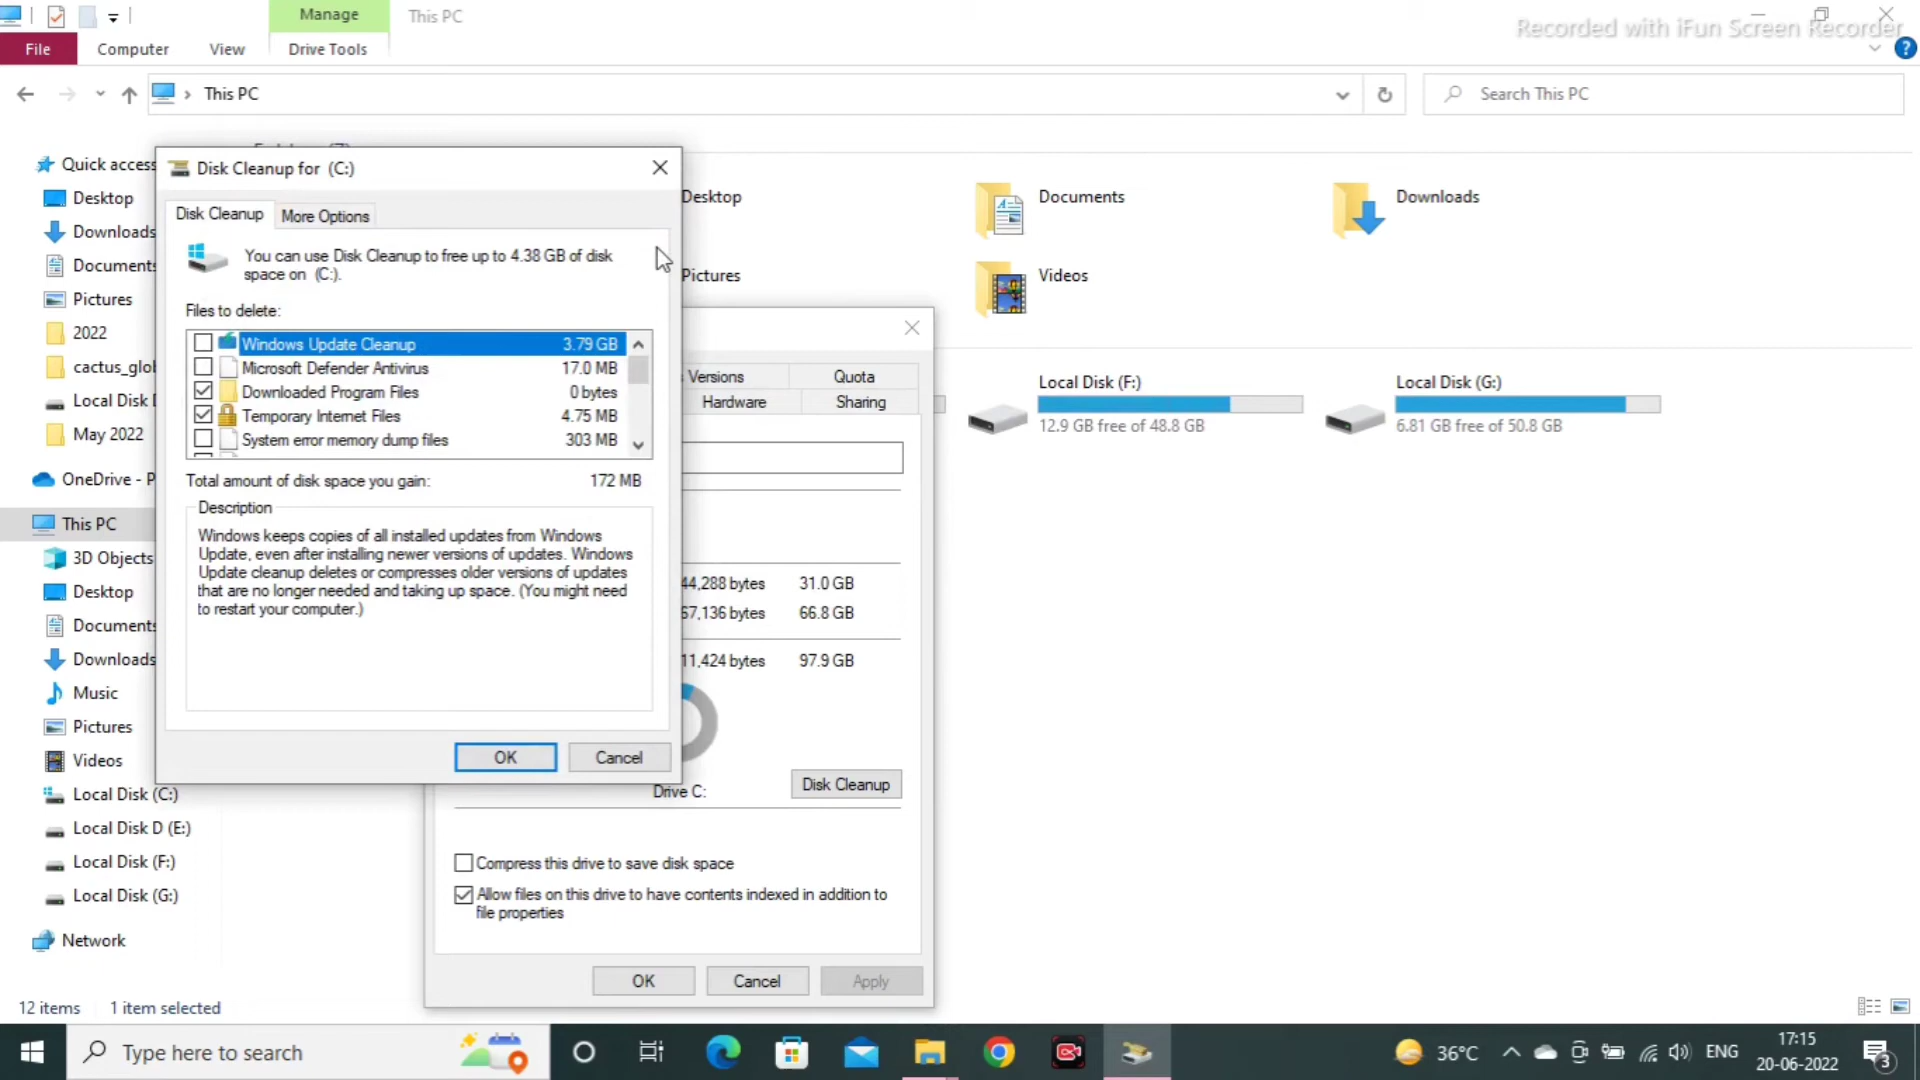 Manage
This PC
Recorded with iFun Screen Recorder
File
Computer
View
Drive Tools
This PC
Search This PC
Quick access
Desktop
Downloads
Documents
Pictures
2022
cactus_glob
Local Disk
May 2022
OneDrive - P
This PC
3D Objects
Desktop
Documents
Downloads
Music
Pictures
Videos
Local Disk (C:)
Local Disk D (E:)
Local Disk (F:)
Local Disk (G:)
Network
Disk Cleanup for (C:)
Disk Cleanup
More Options
You can use Disk Cleanup to free up to 4.38 GB of disk
space on (C:).
Files to delete:
Windows Update Cleanup 3.79 GB
Microsoft Defender Antivirus 17.0 MB
Downloaded Program Files 0 bytes
Temporary Internet Files 4.75 MB
System error memory dump files 303 MB
Total amount of disk space you gain: 172 MB
Description
Windows keeps copies of all installed updates from Windows
Update, even after installing newer versions of updates. Windows
Update cleanup deletes or compresses older versions of updates
that are no longer needed and taking up space. (You might need
to restart your computer.)
OK
Cancel
Desktop
Documents
Downloads
Pictures
Videos
Local Disk (F:)
12.9 GB free of 48.8 GB
Local Disk (G:)
6.81 GB free of 50.8 GB
Versions
Quota
Hardware
Sharing
44,288 bytes 31.0 GB
67,136 bytes 66.8 GB
11,424 bytes 97.9 GB
Drive C:
Disk Cleanup
Compress this drive to save disk space
Allow files on this drive to have contents indexed in addition to
file properties
OK
Cancel
Apply
12 items
1 item selected
Type here to search
36°C
ENG
17:15
20-06-2022
3